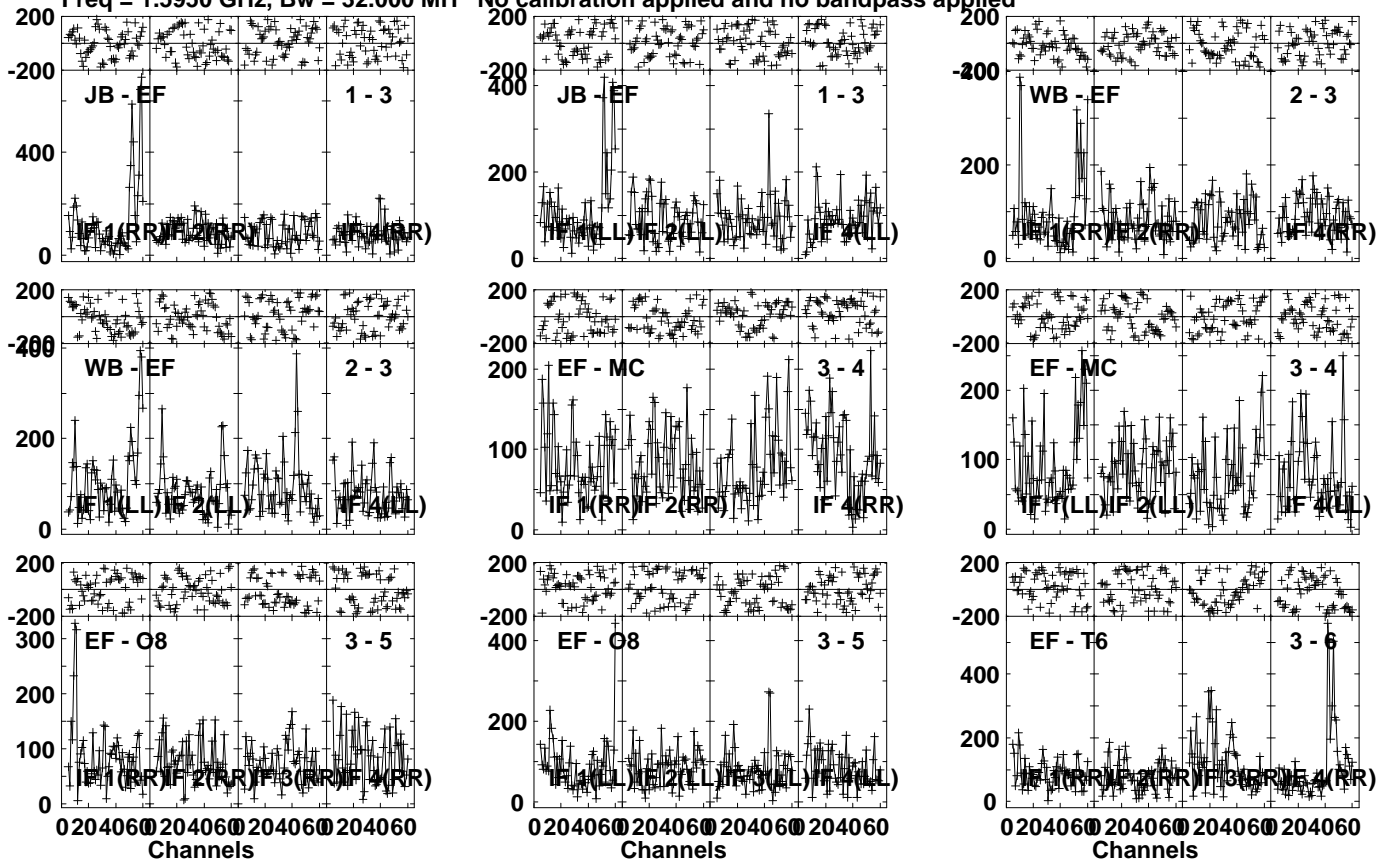 Freq = 1.5950 GHz, Bw = 32.000 MH No calibration applied and no bandpass applied
200 200 200
-200 -200 -200
JB - EF 1 - 3 JB - EF 1 - 3 WB - EF 2 - 3
400 400 400
200 200
0 0 0
IF 1(RR) IF 2(RR) IF 4(RR) IF 1(LL) IF 2(LL) IF 4(LL) IF 1(RR) IF 2(RR) IF 4(RR)
200 200 200
-200 -200 -200
WB - EF 2 - 3 EF - MC 3 - 4 EF - MC 3 - 4
400 200 200
200 100 100
0 0 0
IF 1(LL) IF 2(LL) IF 4(LL) IF 1(RR) IF 2(RR) IF 4(RR) IF 1(LL) IF 2(LL) IF 4(LL)
200 200 200
-200 -200 -200
EF - O8 3 - 5 EF - O8 3 - 5 EF - T6 3 - 6
300 400 400
200 200 200
100
0 0 0
IF 1(RR) IF 2(RR) IF 3(RR) IF 4(RR) IF 1(LL) IF 2(LL) IF 3(LL) IF 4(LL) IF 1(RR) IF 2(RR) IF 3(RR) IF 4(RR)
0 20 40 60 0 20 40 60 0 20 40 60 0 20 40 60 0 20 40 60 0 20 40 60 0 20 40 60 0 20 40 60 0 20 40 60 0 20 40 60 0 20 40 60 0 20 40 60
Channels Channels Channels